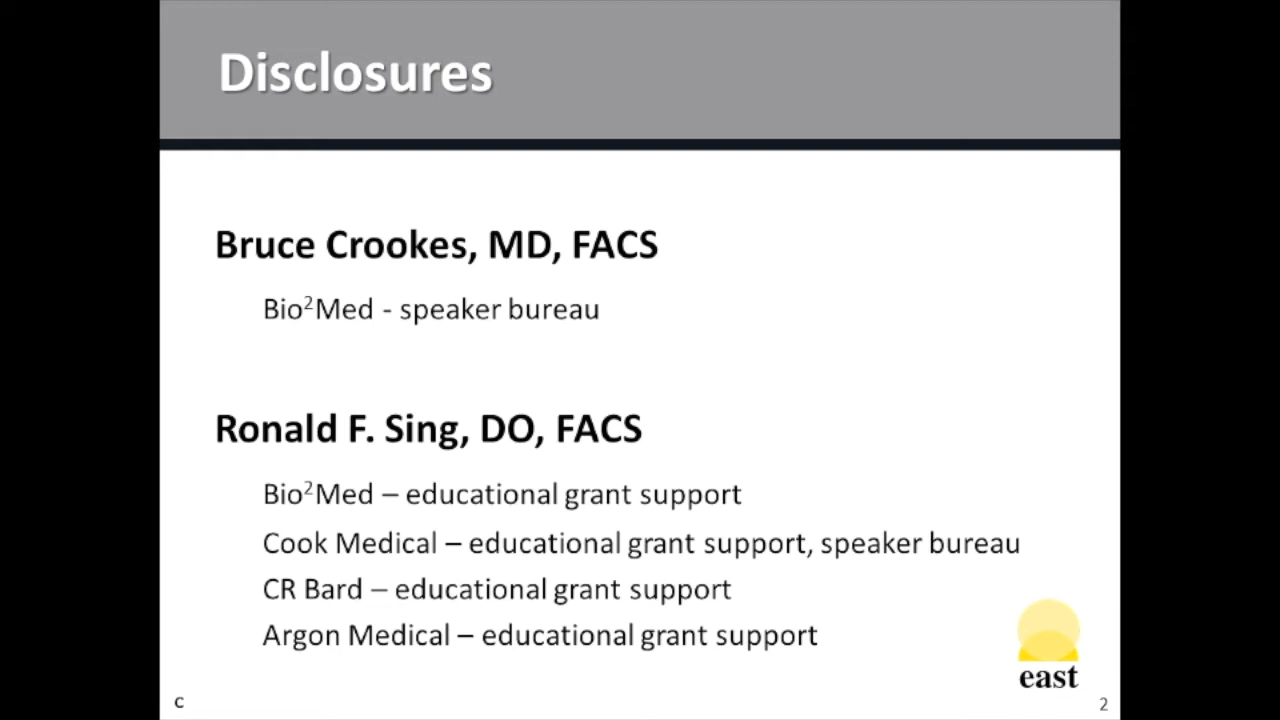 Disclosures
Bruce Crookes, MD, FACS
Bio²Med - speaker bureau
Ronald F. Sing, DO, FACS
Bio²Med – educational grant support
Cook Medical – educational grant support, speaker bureau
CR Bard – educational grant support
Argon Medical – educational grant support
east
c
2